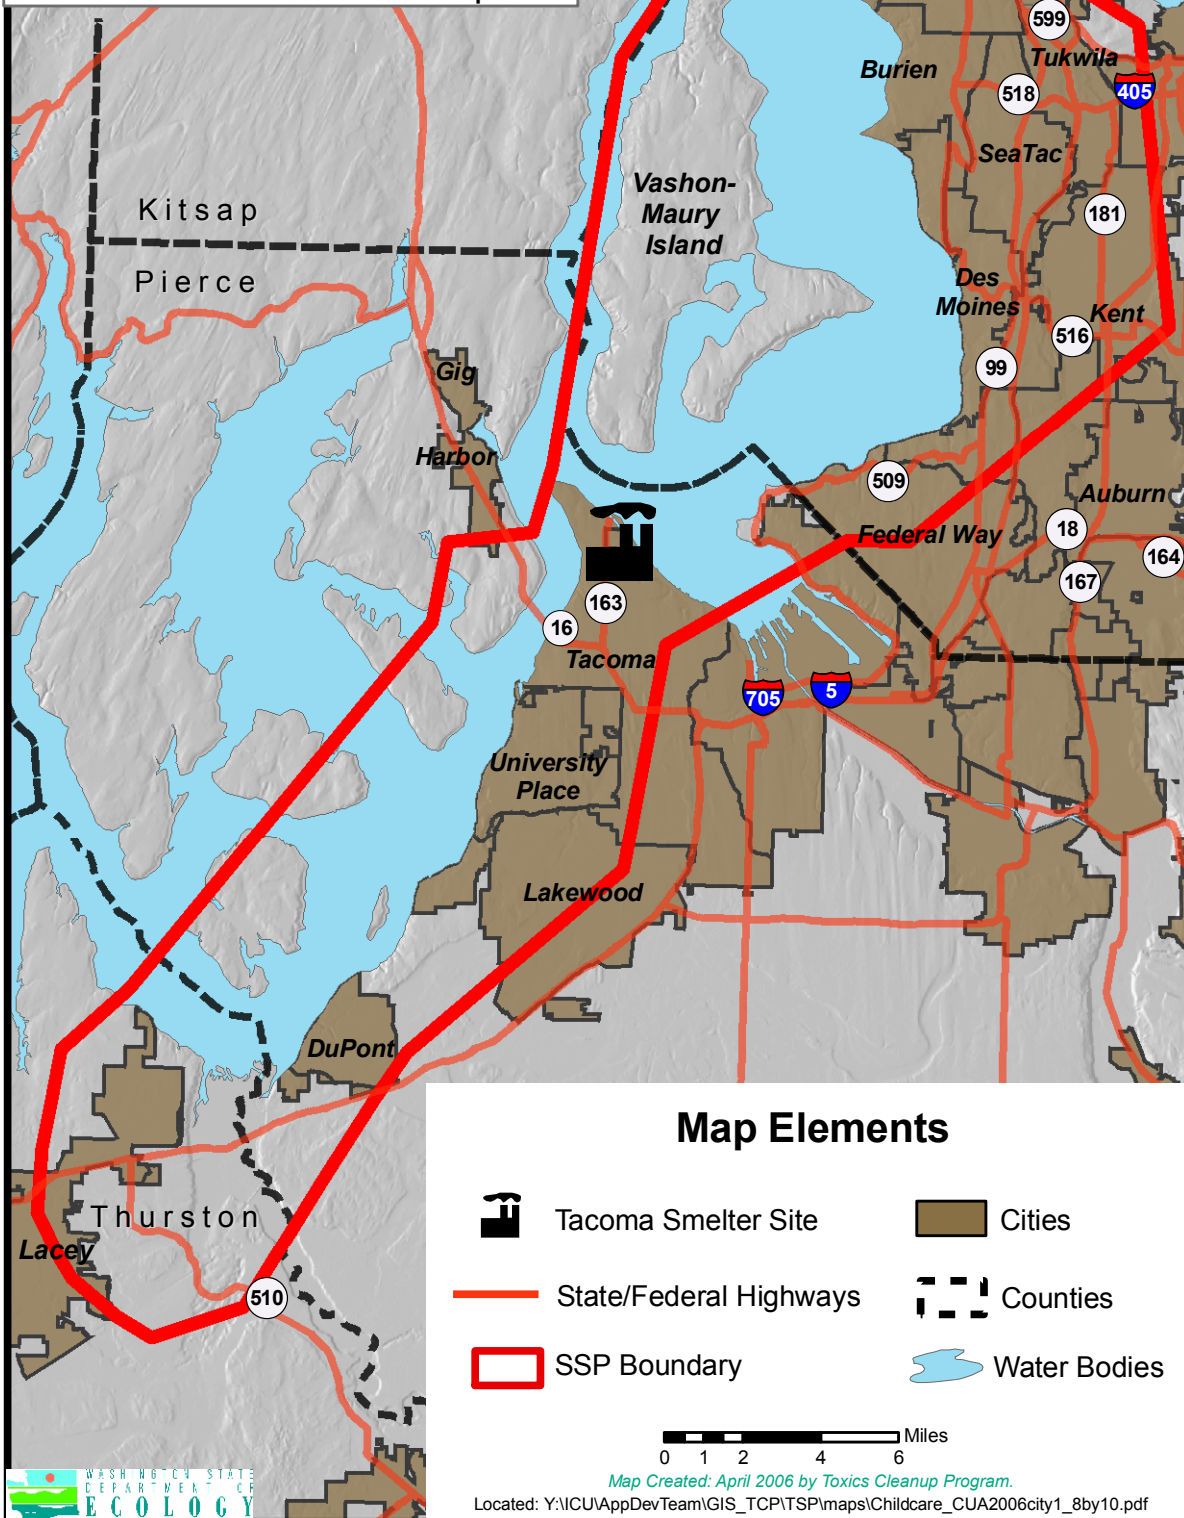 599
Tukwila
Burien
405
518
SeaTac
Vashon-
Maury
Island
Kitsap
181
Pierce
Des
Moines
Kent
516
99
Gig
Harbor
509
Auburn
Federal Way
18
164
167
163
16
Tacoma
705
5
University
Place
Lakewood
DuPont
Thurston
Lacey
510
Map Elements
Tacoma Smelter Site
Cities
State/Federal Highways
Counties
SSP Boundary
Water Bodies
Miles
0 1 2 4 6
Map Created: April 2006 by Toxics Cleanup Program.
Located: Y:\ICU\AppDevTeam\GIS_TCP\TSP\maps\Childcare_CUA2006city1_8by10.pdf
WASHINGTON STATE
DEPARTMENT OF
ECOLOGY